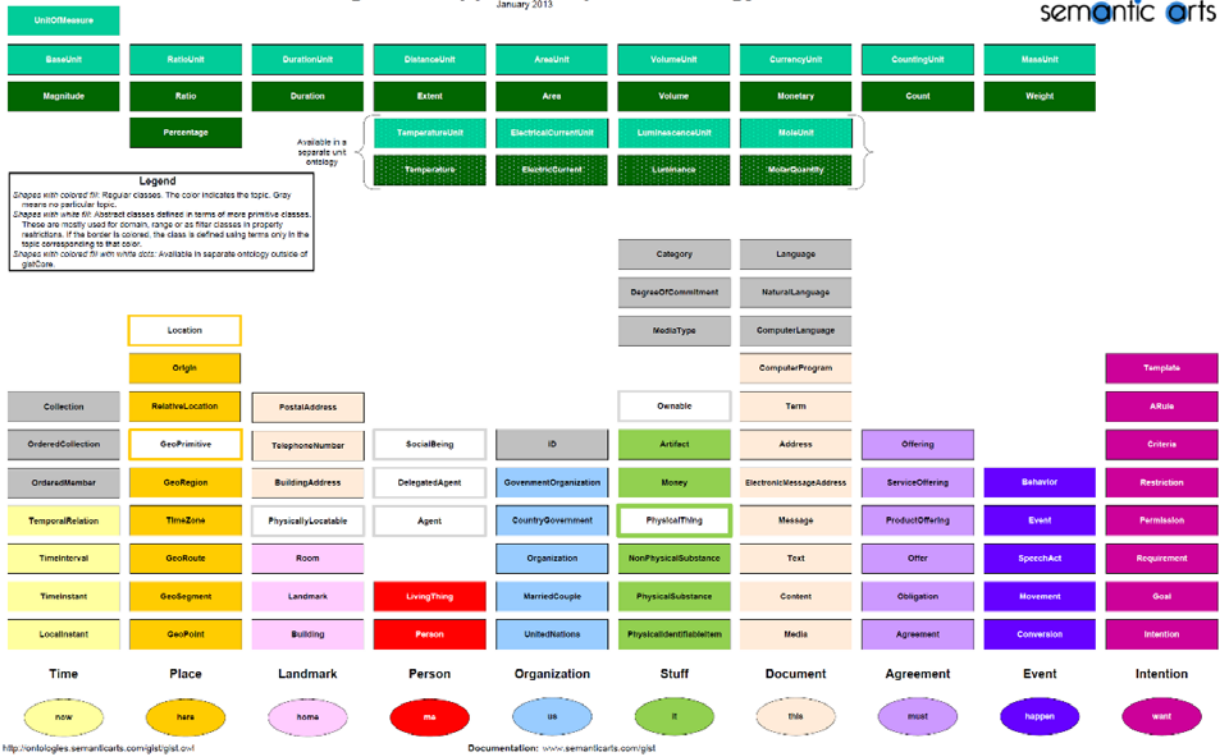 January 2013
semantic arts
UnitOfMeasure
BaseUnit RatioUnit DurationUnit DistanceUnit AreaUnit VolumeUnit CurrencyUnit CountingUnit MassUnit
Magnitude Ratio Duration Extent Area Volume Monetary Count Weight
Percentage
Available in a
separate unit
ontology
TemperatureUnit ElectricalCurrentUnit LuminescenceUnit MoleUnit
Temperature ElectricCurrent Luminance MolarQuantity
Legend
Shapes with colored fill: Regular classes. The color indicates the topic. Gray
means no particular topic.
Shapes with white fill: Abstract classes defined in terms of more primitive classes.
These are mostly used for domain, range or as filter classes in property
restrictions. If the border is colored, the class is defined using terms only in the
topic corresponding to that color.
Shapes with colored fill with white dots: Available in separate ontology outside of
gistCore.
Category Language
DegreeOfCommitment NaturalLanguage
Location MediaType ComputerLanguage
Origin ComputerProgram Template
Collection RelativeLocation PostalAddress Ownable Term ARule
OrderedCollection GeoPrimitive TelephoneNumber SocialBeing ID Artifact Address Offering Criteria
OrderedMember GeoRegion BuildingAddress DelegatedAgent GovenmentOrganization Money ElectronicMessageAddress ServiceOffering Behavior Restriction
TemporalRelation TimeZone PhysicallyLocatable Agent CountryGovernment PhysicalThing Message ProductOffering Event Permission
TimeInterval GeoRoute Room Organization NonPhysicalSubstance Text Offer SpeechAct Requirement
TimeInstant GeoSegment Landmark LivingThing MarriedCouple PhysicalSubstance Content Obligation Movement Goal
LocalInstant GeoPoint Building Person UnitedNations PhysicalIdentifiableItem Media Agreement Conversion Intention
Time Place Landmark Person Organization Stuff Document Agreement Event Intention
now here home me us it this must happen want
http://ontologies.semanticarts.com/gist/gist.owl Documentation: www.semanticarts.com/gist